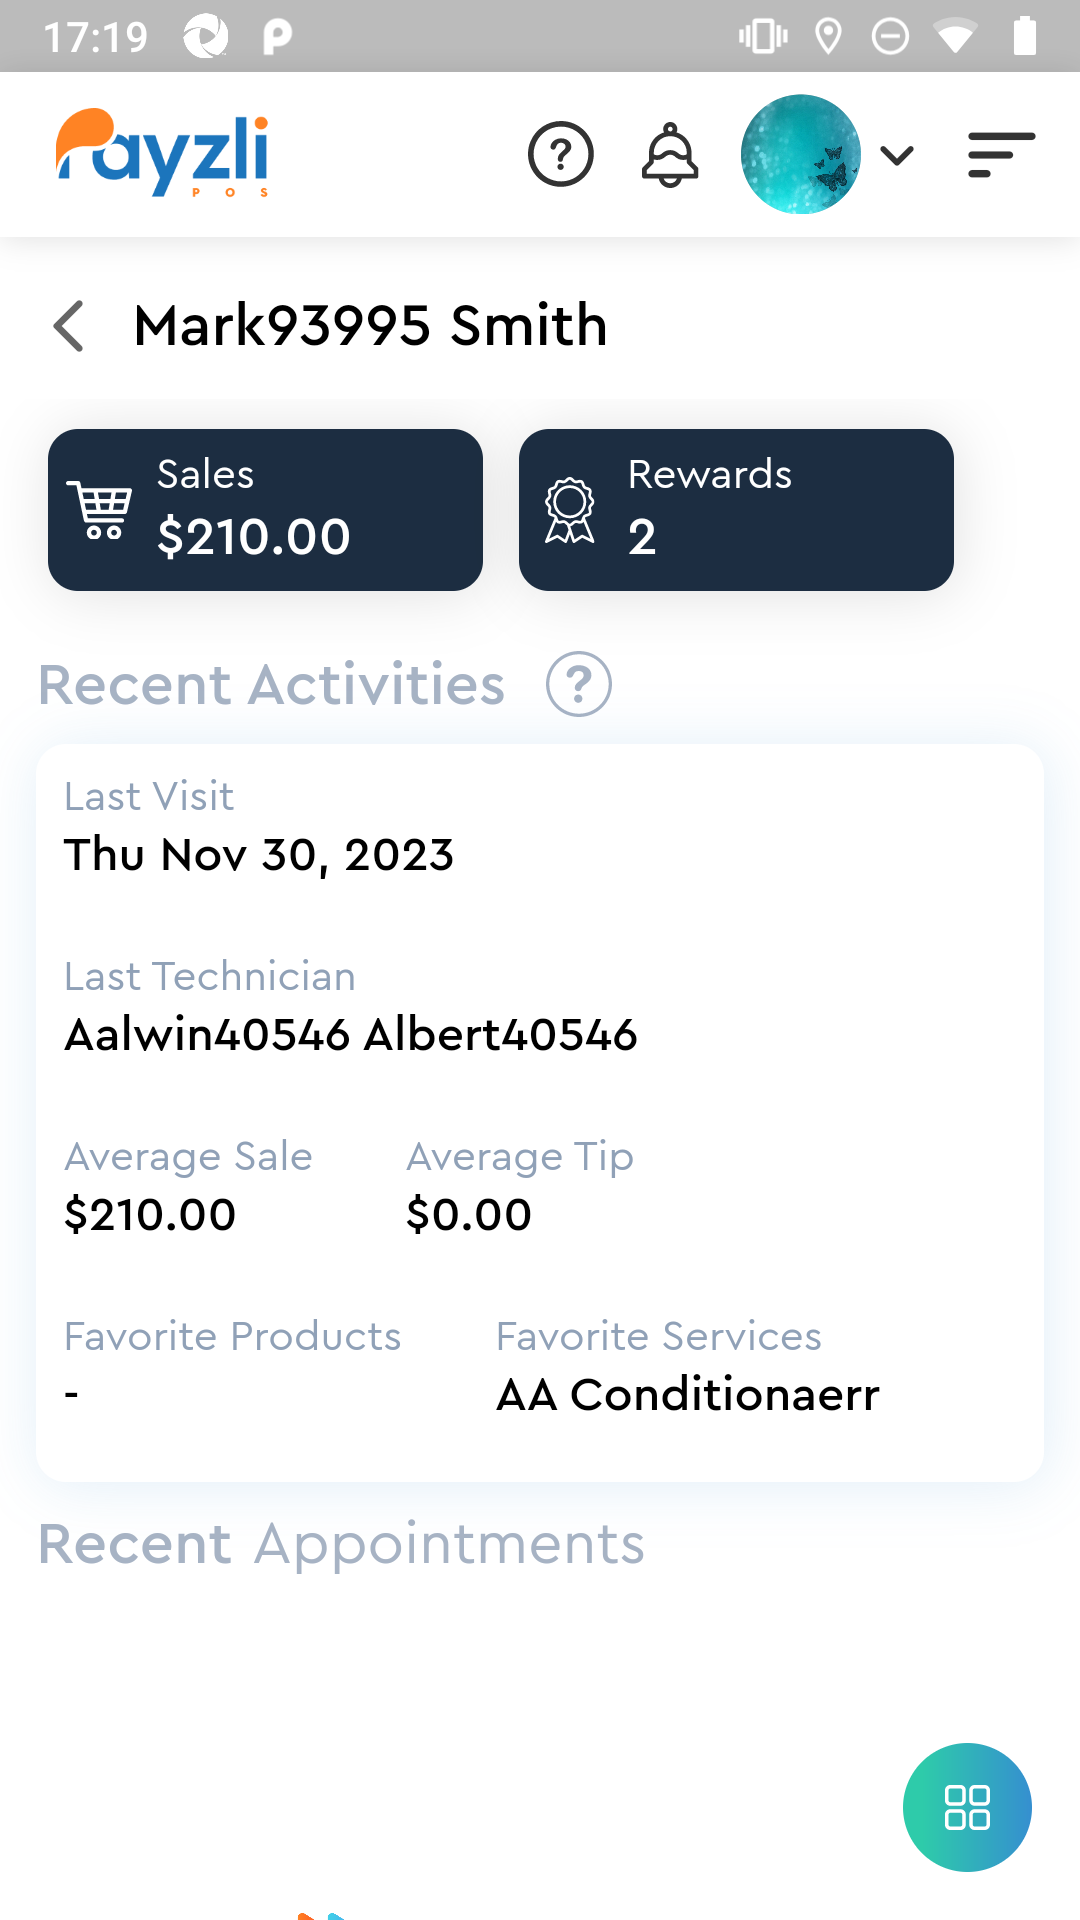 17:19
Payzli
POS
Mark93995 Smith
Sales
$210.00
Rewards
2
Recent Activities
Last Visit
Thu Nov 30, 2023
Last Technician
Aalwin40546 Albert40546
Average Sale
Average Tip
$210.00
$0.00
Favorite Products
Favorite Services
-
AA Conditionaerr
Recent Appointments